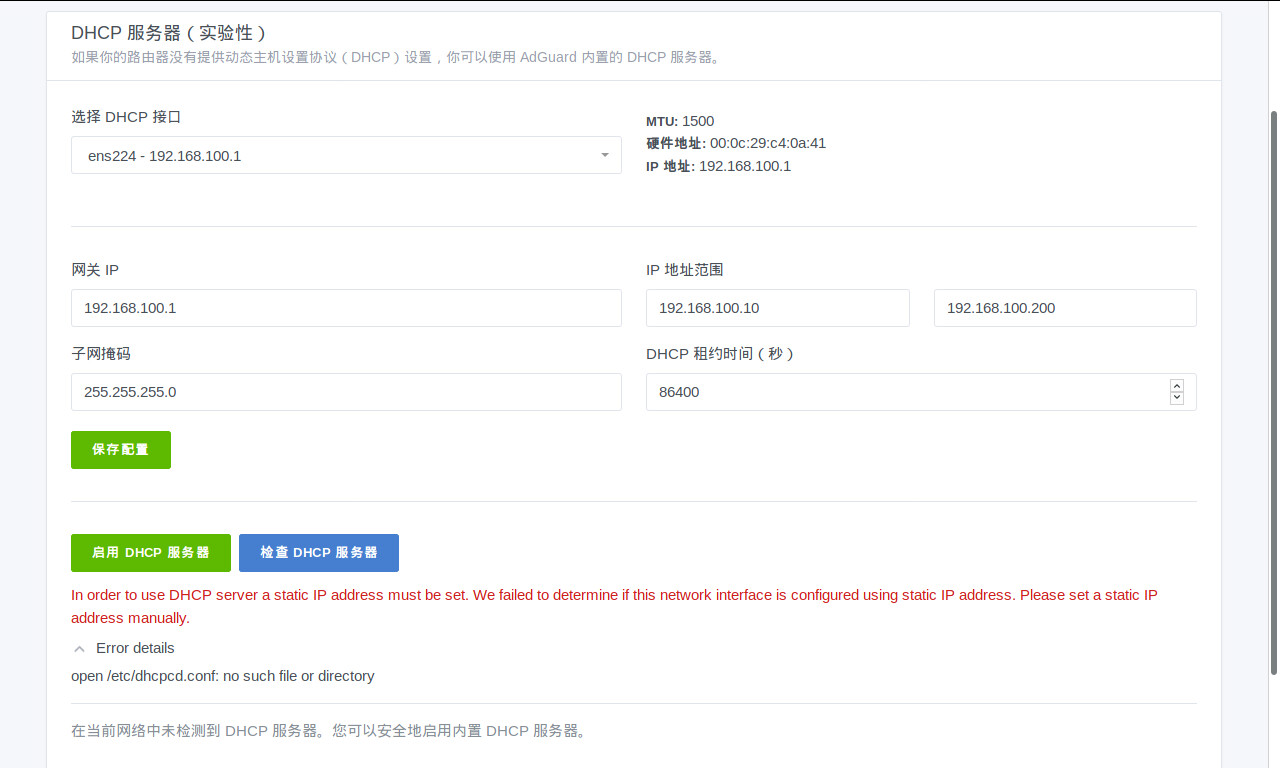 DHCP 服务器（实验性）
如果你的路由器没有提供动态主机设置协议（DHCP）设置，你可以使用 AdGuard 内置的 DHCP 服务器。
选择 DHCP 接口
ens224 - 192.168.100.1
MTU: 1500
硬件地址: 00:0c:29:c4:0a:41
IP 地址: 192.168.100.1
网关 IP
192.168.100.1
IP 地址范围
192.168.100.10
192.168.100.200
子网掩码
255.255.255.0
DHCP 租约时间（秒）
86400
保存配置
启用 DHCP 服务器
检查 DHCP 服务器
In order to use DHCP server a static IP address must be set. We failed to determine if this network interface is configured using static IP address. Please set a static IP
address manually.
Error details
open /etc/dhcpcd.conf: no such file or directory
在当前网络中未检测到 DHCP 服务器。您可以安全地启用内置 DHCP 服务器。